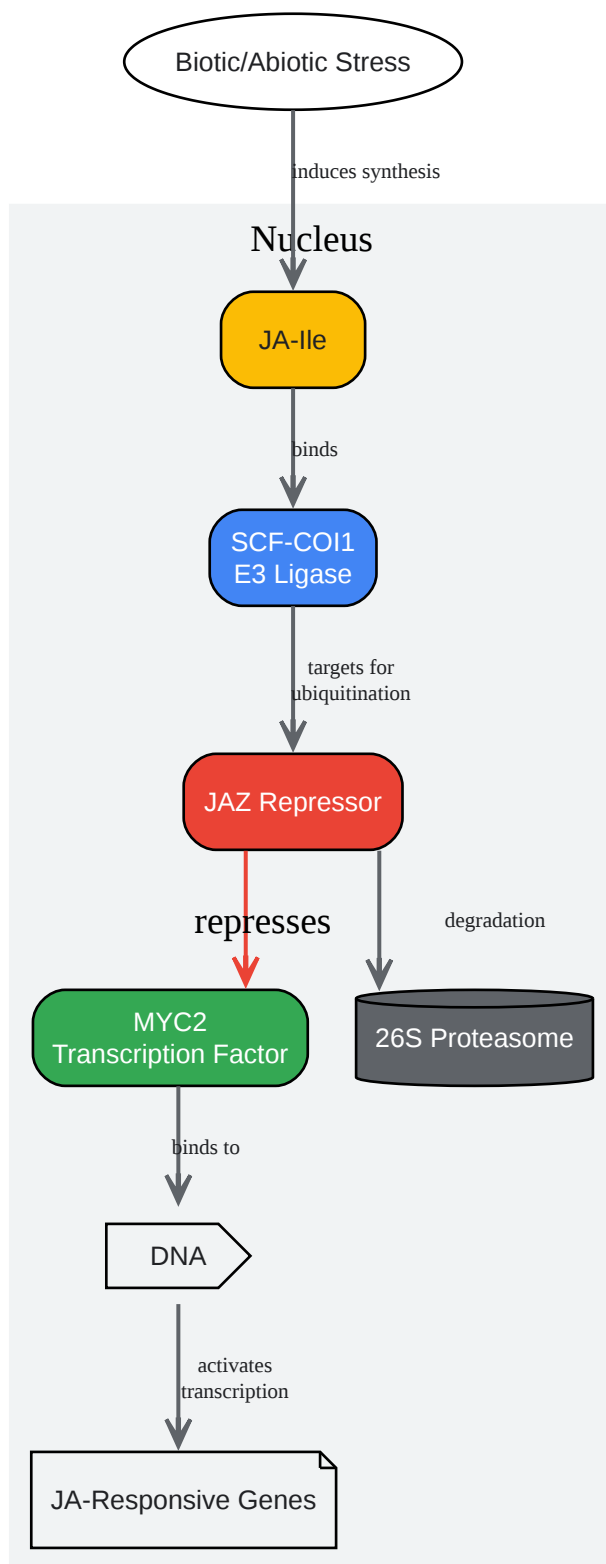 Biotic/Abiotic Stress
induces synthesis
Nucleus
JA-Ile
binds
SCF-COI1
E3 Ligase
targets for
ubiquitination
JAZ Repressor
represses
degradation
MYC2
Transcription Factor
26S Proteasome
binds to
DNA
activates
transcription
JA-Responsive Genes